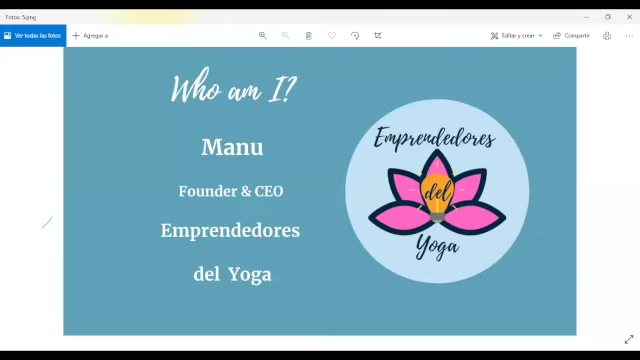 Fotos: 5.png
Ver todas las fotos
Agregar a
Editar y crear
Compartir
Who am I?
Manu
Founder & CEO
Emprendedores
del Yoga
Emprendedores
del
Yoga